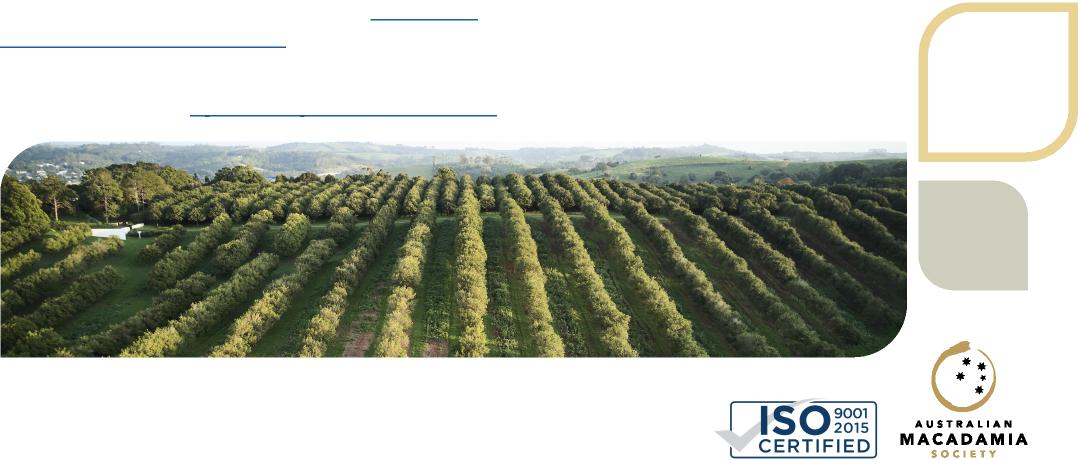 ISO 9001
2015
CERTIFIED
AUSTRALIAN
MACADAMIA
SOCIETY